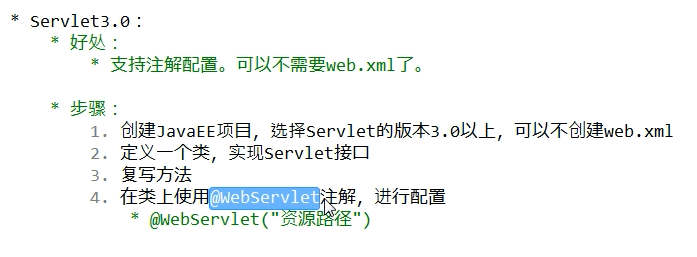 * Servlet3.0：
* 好处：
* 支持注解配置。可以不需要web.xml了。
* 步骤：
1. 创建JavaEE项目，选择Servlet的版本3.0以上，可以不创建web.xml
2. 定义一个类，实现Servlet接口
3. 复写方法
4. 在类上使用@WebServlet注解，进行配置
* @WebServlet("资源路径")